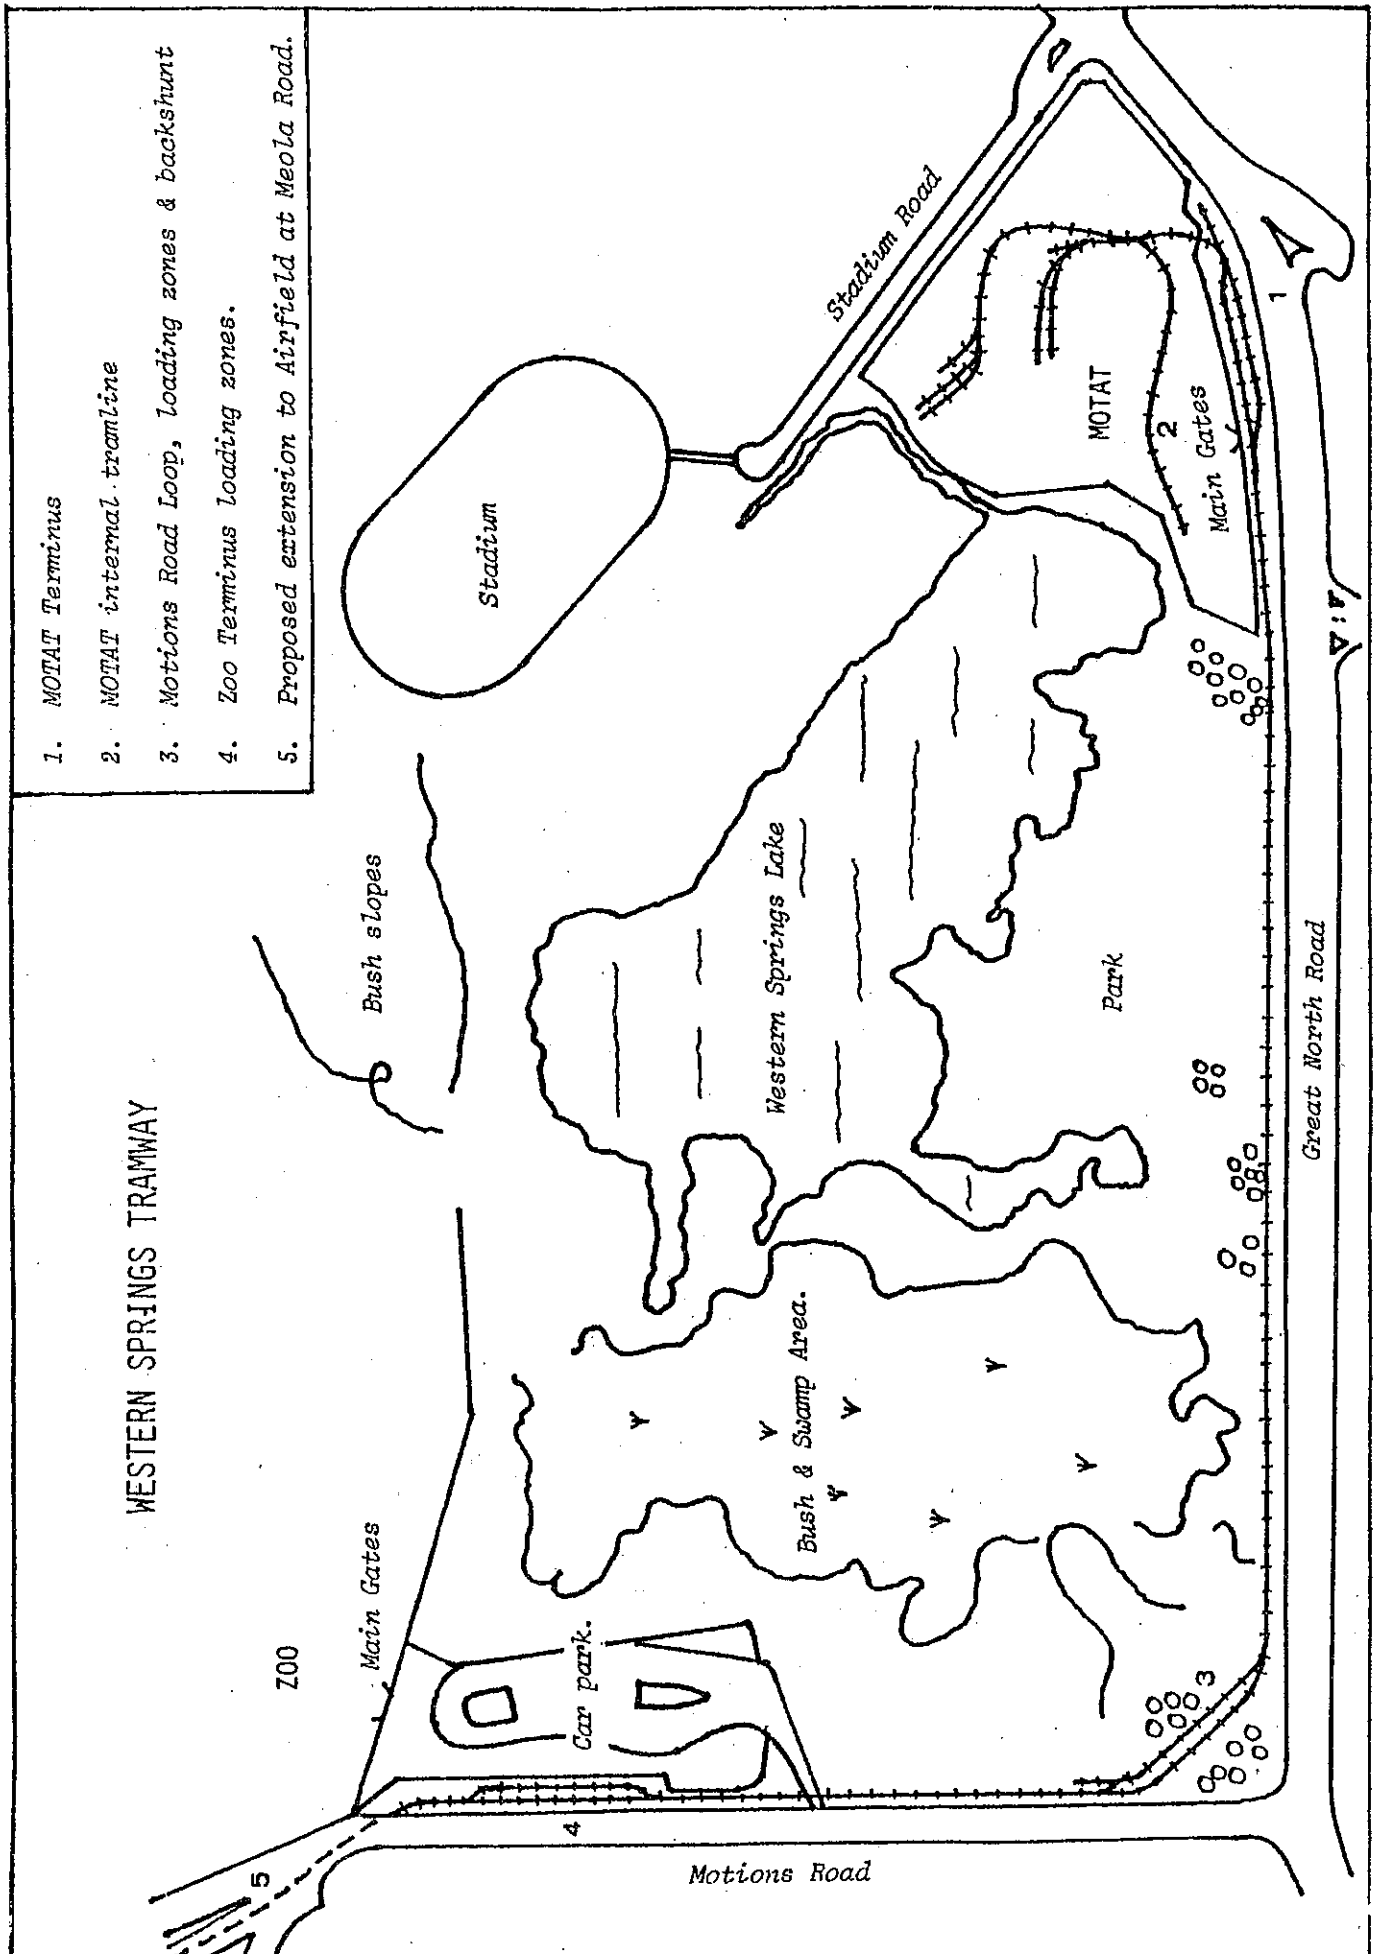 WESTERN SPRINGS TRAMWAY
1. MOTAT Terminus
2. MOTAT internal tramline
3. Motions Road Loop, loading zones & backshunt
4. Zoo Terminus loading zones.
5. Proposed extension to Airfield at Meola Road.
5
ZOO
Main Gates
Bush slopes
Stadium
Stadium Road
Car park.
4
Motions Road
Bush & Swamp Area.
Western Springs Lake
Park
MOTAT
2
Main Gates
1
3
Great North Road